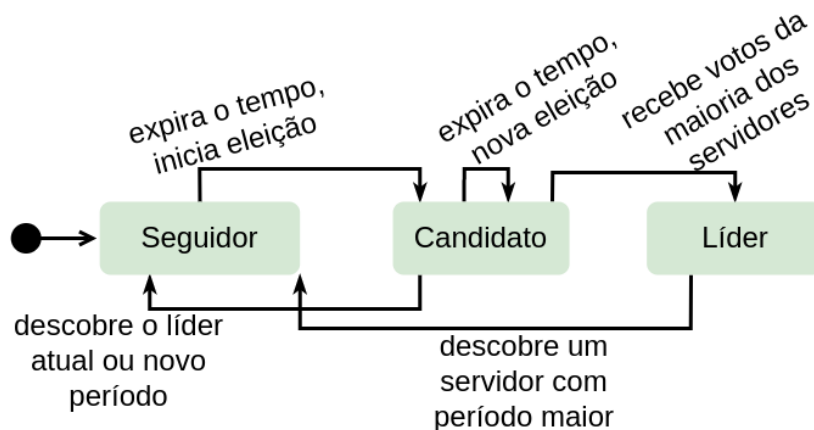 expira o tempo,
inicia eleição
expira o tempo,
nova eleição
recebe votos da
maioria dos
servidores
Seguidor
Candidato
Líder
descobre o líder
atual ou novo
período
descobre um
servidor com
período maior